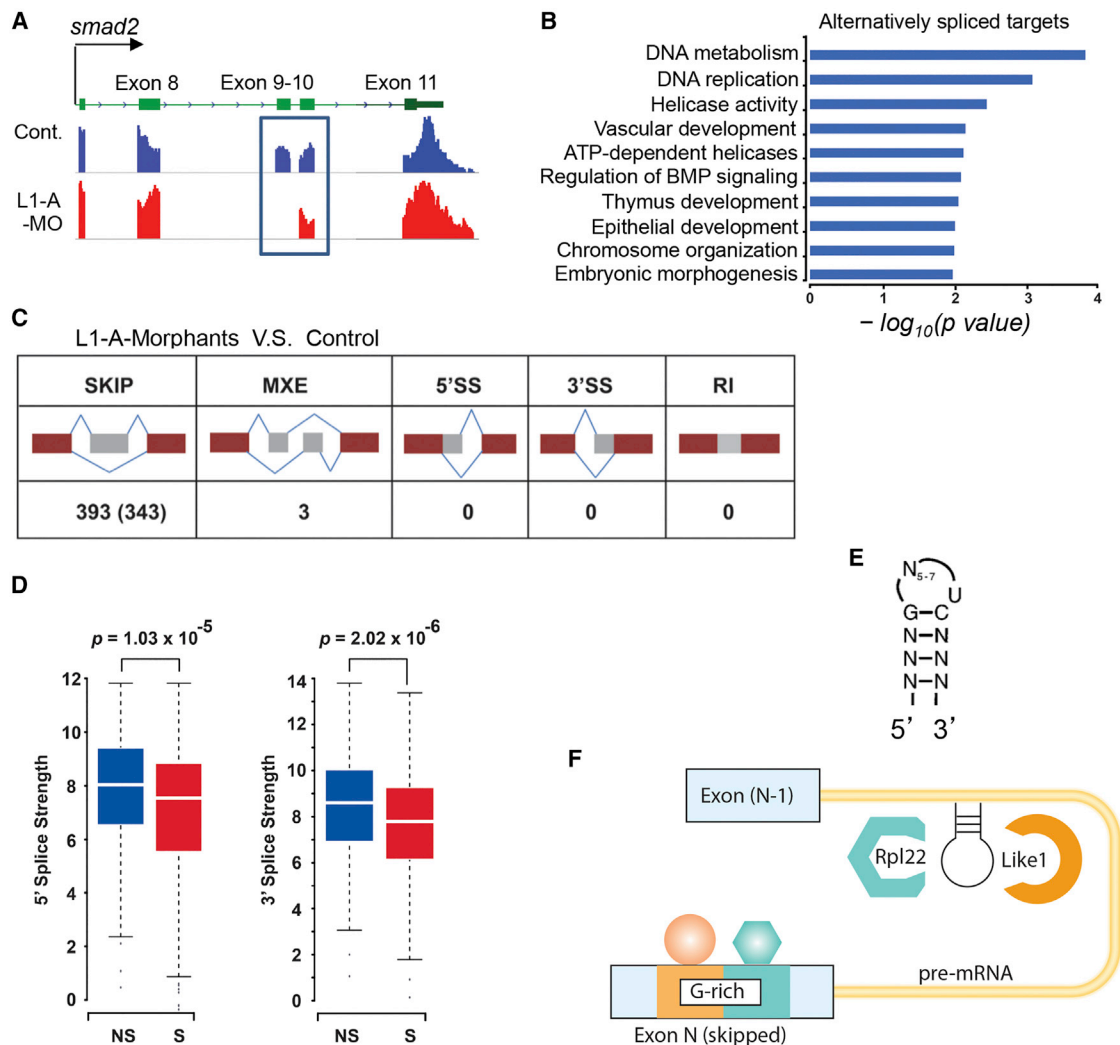 A
smad2
Exon 8
Exon 9-10
Exon 11
Cont.
L1-A
-MO
B
Alternatively spliced targets
DNA metabolism
DNA replication
Helicase activity
Vascular development
ATP-dependent helicases
Regulation of BMP signaling
Thymus development
Epithelial development
Chromosome organization
Embryonic morphogenesis
0 1 2 3 4
− log10(p value)
C
L1-A-Morphants V.S. Control
SKIP MXE 5'SS 3'SS RI
393 (343) 3 0 0 0
D
p = 1.03 x 10-5
5' Splice Strength
12
10
8
6
4
2
0
NS S
p = 2.02 x 10-6
3' Splice Strength
14
12
10
8
6
4
2
0
NS S
E
N5-7
U
G C
N N
N N
N N
5' 3'
F
Exon (N-1)
Rpl22
Like1
pre-mRNA
G-rich
Exon N (skipped)